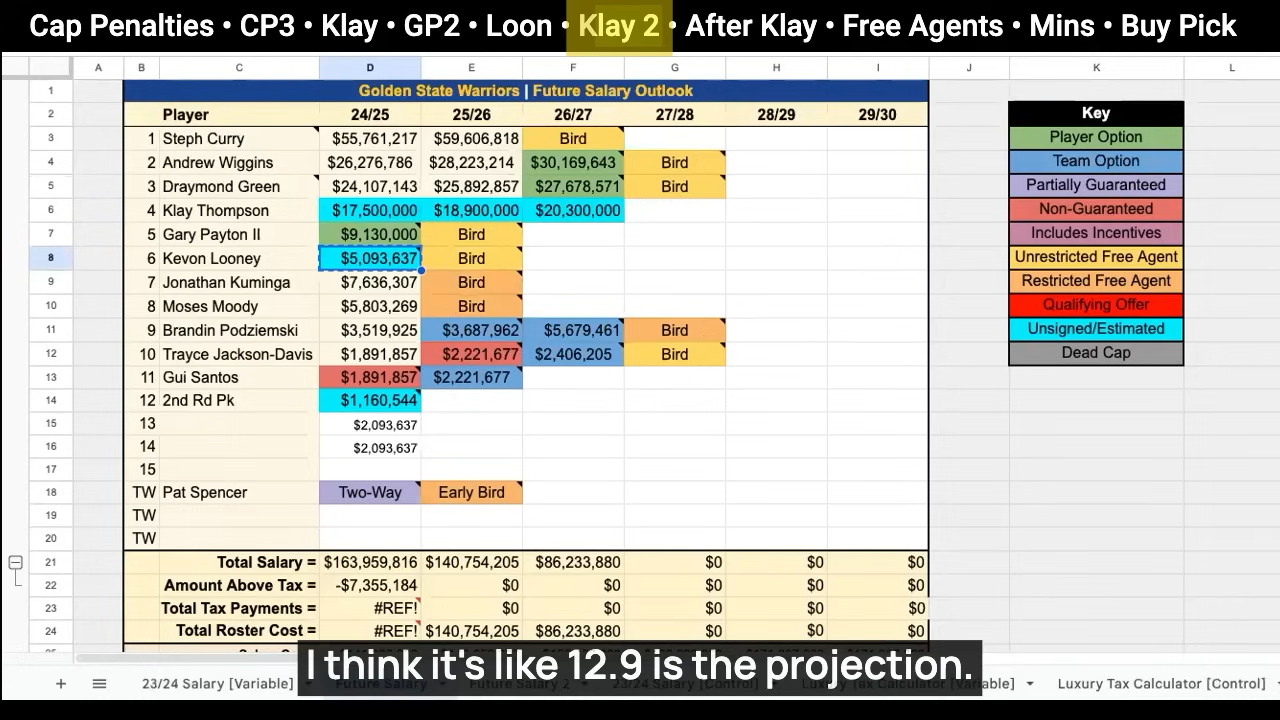 Cap Penalties • CP3 • Klay • GP2 • Loon • Klay 2 • After Klay • Free Agents • Mins • Buy Pick
A B C D E F G H I J K L
1 Golden State Warriors | Future Salary Outlook
2 Player 24/25 25/26 26/27 27/28 28/29 29/30 Key
3 1 Steph Curry $55,761,217 $59,606,818 Bird Player Option
4 2 Andrew Wiggins $26,276,786 $28,223,214 $30,169,643 Bird Team Option
5 3 Draymond Green $24,107,143 $25,892,857 $27,678,571 Bird Partially Guaranteed
6 4 Klay Thompson $17,500,000 $18,900,000 $20,300,000 Non-Guaranteed
7 5 Gary Payton II $9,130,000 Bird Includes Incentives
8 6 Kevon Looney $5,093,637 Bird Unrestricted Free Agent
9 7 Jonathan Kuminga $7,636,307 Bird Restricted Free Agent
10 8 Moses Moody $5,803,269 Bird Qualifying Offer
11 9 Brandin Podziemski $3,519,925 $3,687,962 $5,679,461 Bird Unsigned/Estimated
12 10 Trayce Jackson-Davis $1,891,857 $2,221,677 $2,406,205 Bird Dead Cap
13 11 Gui Santos $1,891,857 $2,221,677
14 12 2nd Rd Pk $1,160,544
15 13 $2,093,637
16 14 $2,093,637
17 15
18 TW Pat Spencer Two-Way Early Bird
19 TW
20 TW
21 Total Salary = $163,959,816 $140,754,205 $86,233,880 $0 $0 $0
22 Amount Above Tax = -$7,355,184 $0 $0 $0 $0 $0
23 Total Tax Payments = #REF! $0 $0 $0 $0 $0
24 Total Roster Cost = #REF! $140,754,205 $86,233,880 $0 $0 $0
I think it's like 12.9 is the projection.
23/24 Salary [Variable] Future Salary Future Salary 2 Luxury Tax Calculator [Control]